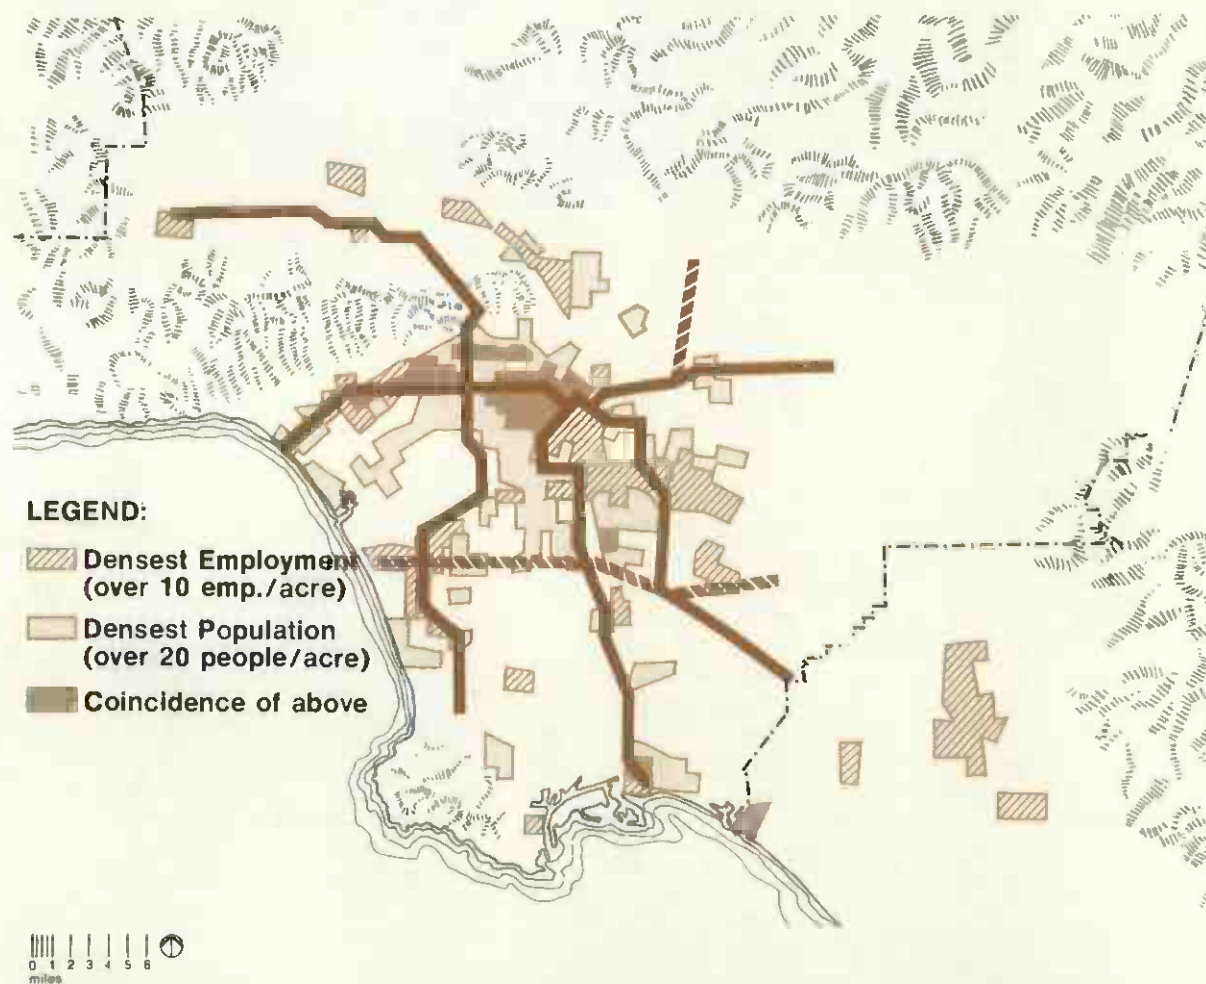 LEGEND:
Densest Employment
(over 10 emp./acre)
Densest Population
(over 20 people/acre)
Coincidence of above
0 1 2 3 4 5 6
miles